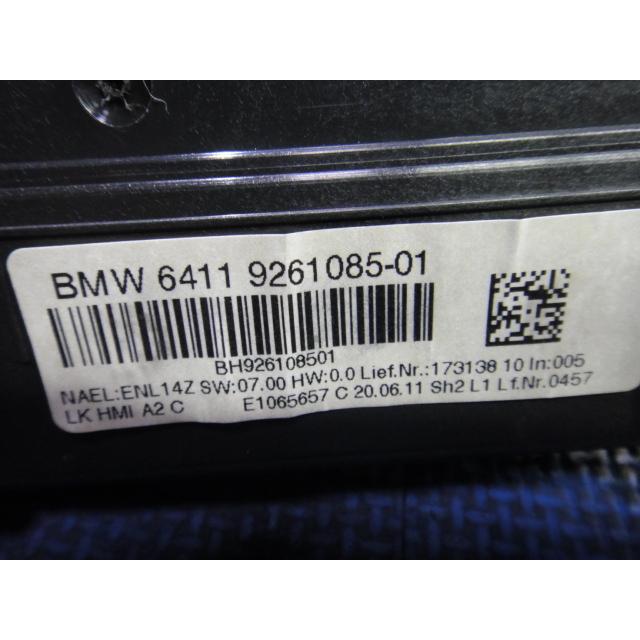 BMW 6411 9261085-01
BH926108501
NAEL:ENL14Z SW:07.00 HW:0.0 Lief.Nr.:173138 10 In:005
LK HMI A2 C E1065657 C 20.06.11 Sh2 L1 Lf.Nr.0457